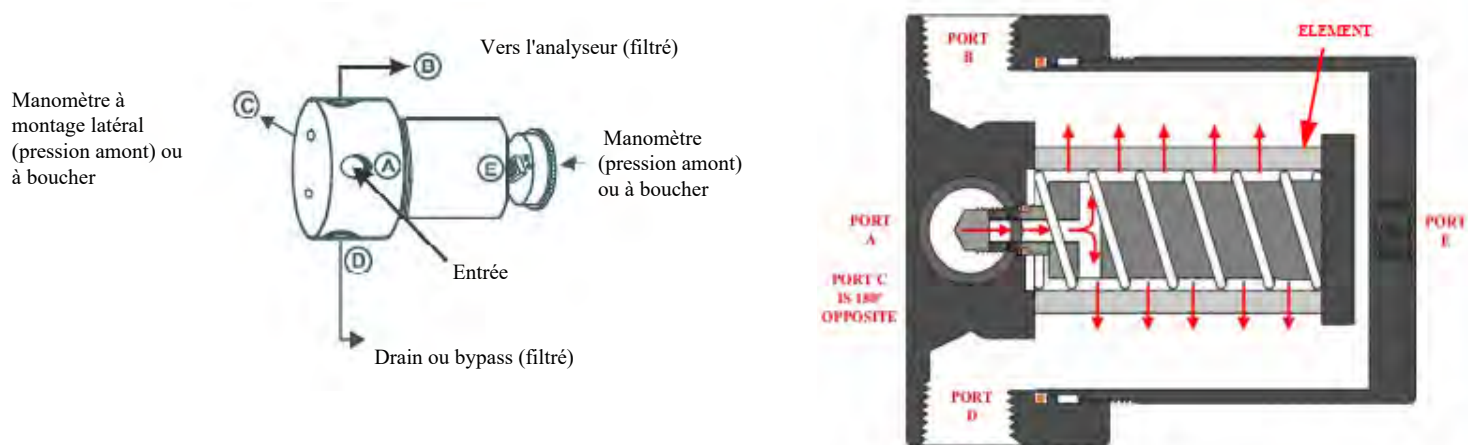 Vers l'analyseur (filtré)
B
Manomètre à
montage latéral
(pression amont) ou
à boucher
C
A
E
Manomètre
(pression amont)
ou à boucher
D
Entrée
Drain ou bypass (filtré)
PORT
B
ELEMENT
PORT
A
PORT C
IS 180°
OPPOSITE
PORT
E
PORT
D